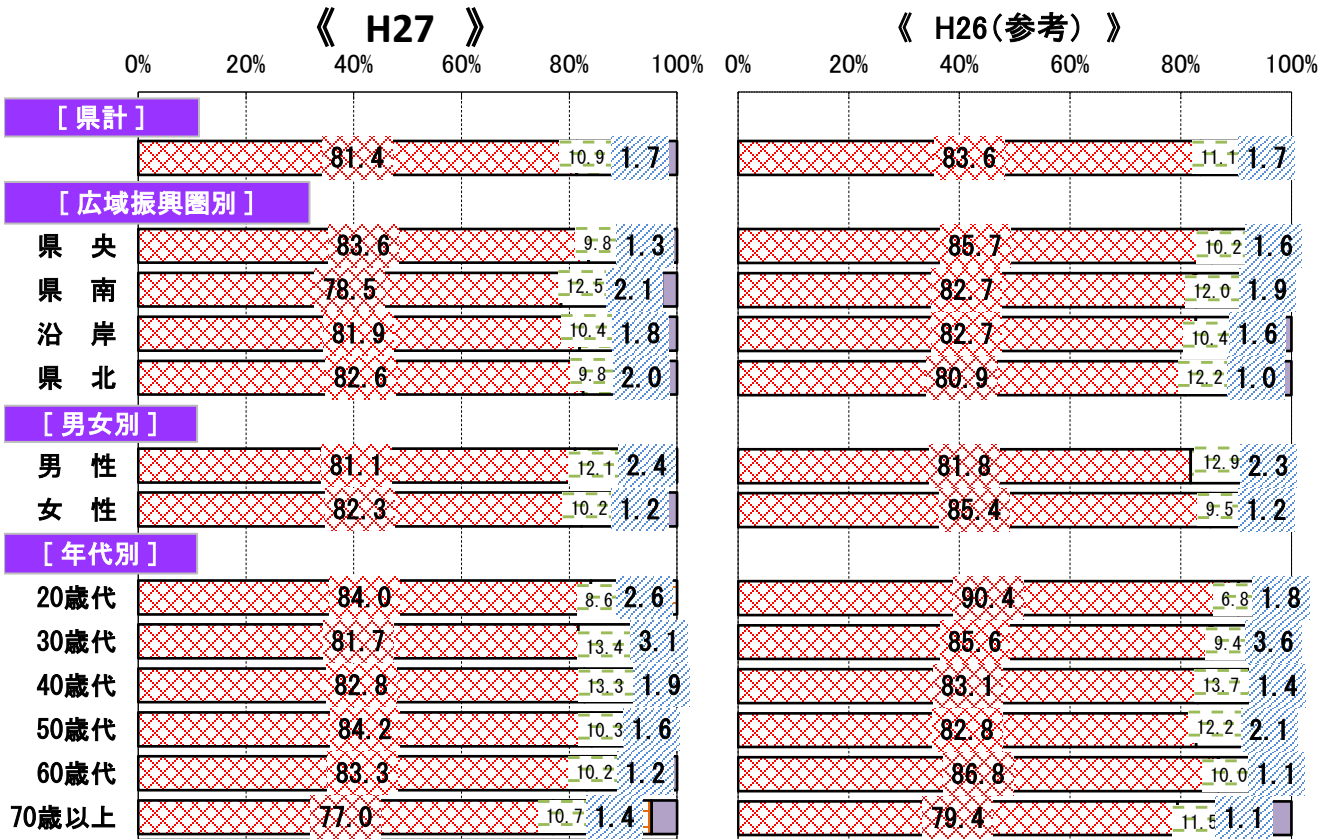 《 H27 》 《 H26(参考) 》
0% 20% 40% 60% 80% 100% 0% 20% 40% 60% 80% 100%
[ 県計 ]
81.4 10.9 1.7 83.6 11.1 1.7
[ 広域振興圏別 ]
県 央 83.6 9.8 1.3 85.7 10.2 1.6
県 南 78.5 12.5 2.1 82.7 12.0 1.9
沿 岸 81.9 10.4 1.8 82.7 10.4 1.6
県 北 82.6 9.8 2.0 80.9 12.2 1.0
[ 男女別 ]
男 性 81.1 12.1 2.4 81.8 12.9 2.3
女 性 82.3 10.2 1.2 85.4 9.5 1.2
[ 年代別 ]
20歳代 84.0 8.6 2.6 90.4 6.8 1.8
30歳代 81.7 13.4 3.1 85.6 9.4 3.6
40歳代 82.8 13.3 1.9 83.1 13.7 1.4
50歳代 84.2 10.3 1.6 82.8 12.2 2.1
60歳代 83.3 10.2 1.2 86.8 10.0 1.1
70歳以上 77.0 10.7 1.4 79.4 11.5 1.1